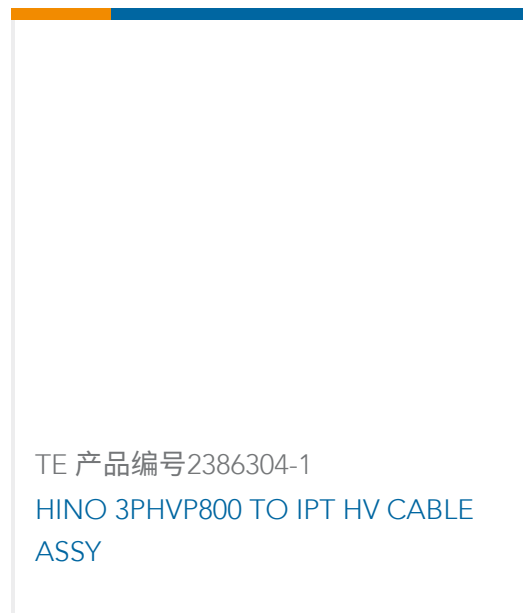 TE 产品编号2386304-1
HINO 3PHVP800 TO IPT HV CABLE
ASSY